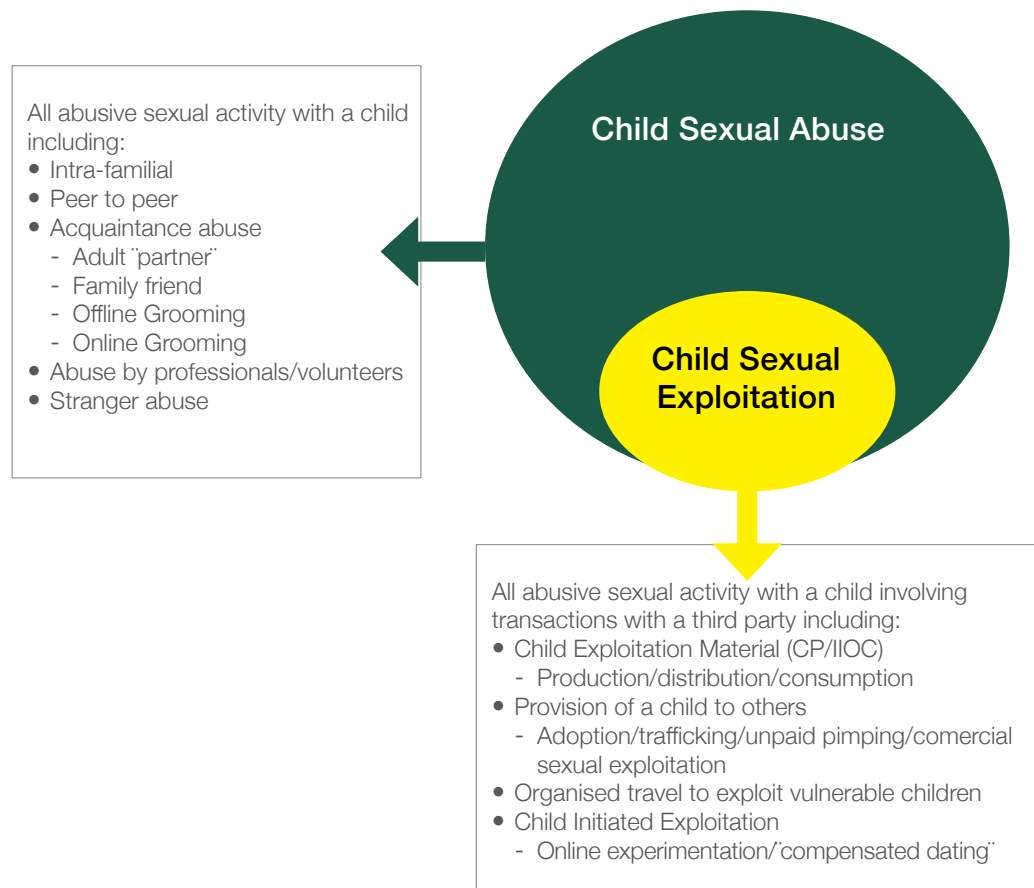 Child Sexual Abuse
All abusive sexual activity with a child
including:
• Intra-familial
• Peer to peer
• Acquaintance abuse
- Adult ¨partner¨
- Family friend
- Offline Grooming
- Online Grooming
• Abuse by professionals/volunteers
• Stranger abuse
Child Sexual
Exploitation
All abusive sexual activity with a child involving
transactions with a third party including:
• Child Exploitation Material (CP/IIOC)
- Production/distribution/consumption
• Provision of a child to others
- Adoption/trafficking/unpaid pimping/comercial
sexual exploitation
• Organised travel to exploit vulnerable children
• Child Initiated Exploitation
- Online experimentation/¨compensated dating¨